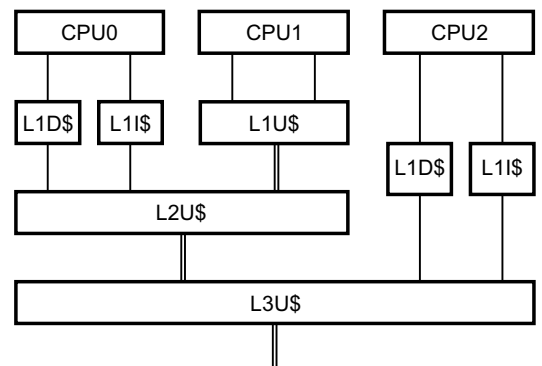 CPU0 CPU1 CPU2
L1D$ L1I$ L1U$
L1D$ L1I$
L2U$
L3U$